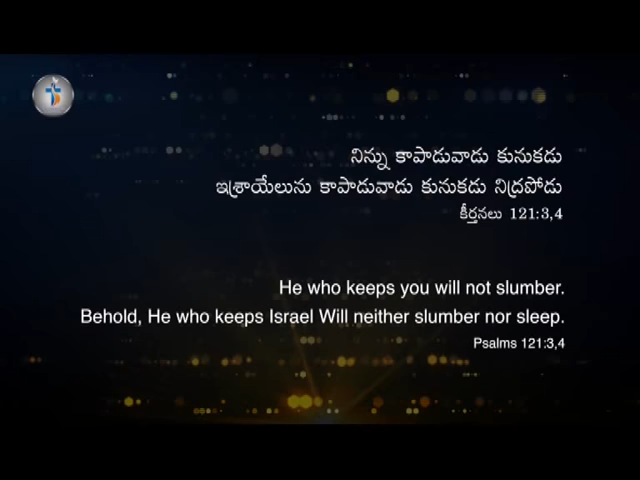 నిన్ను కాపాడువాడు కునుకడు
ఇశ్రాయేలును కాపాడువాడు కునుకడు నిద్రపోడు
కీర్తనలు 121:3,4
He who keeps you will not slumber.
Behold, He who keeps Israel Will neither slumber nor sleep.
Psalms 121:3,4